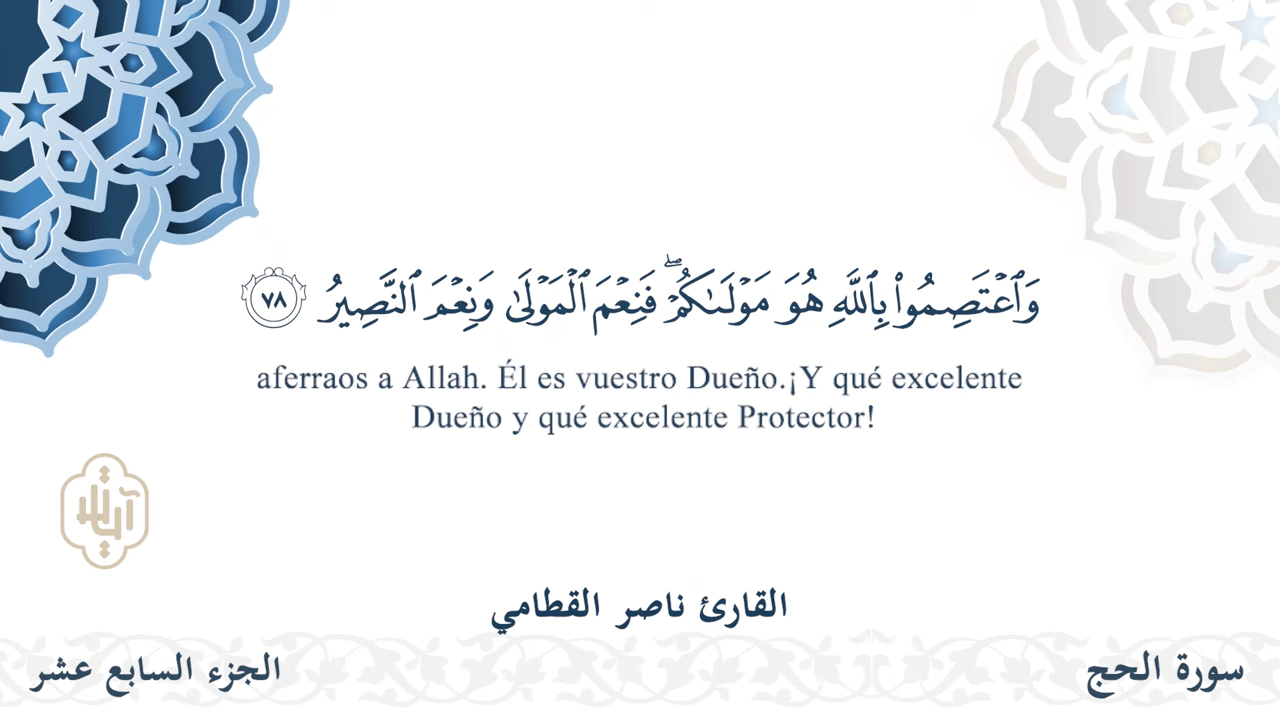 وَٱعْتَصِمُوا۟ بِٱللَّهِ هُوَ مَوْلَىٰكُمْ ۖ فَنِعْمَ ٱلْمَوْلَىٰ وَنِعْمَ ٱلنَّصِيرُ ٧٨
aferraos a Allah. Él es vuestro Dueño.¡Y qué excelente
Dueño y qué excelente Protector!
القارئ ناصر القطامي
سورة الحج
الجزء السابع عشر